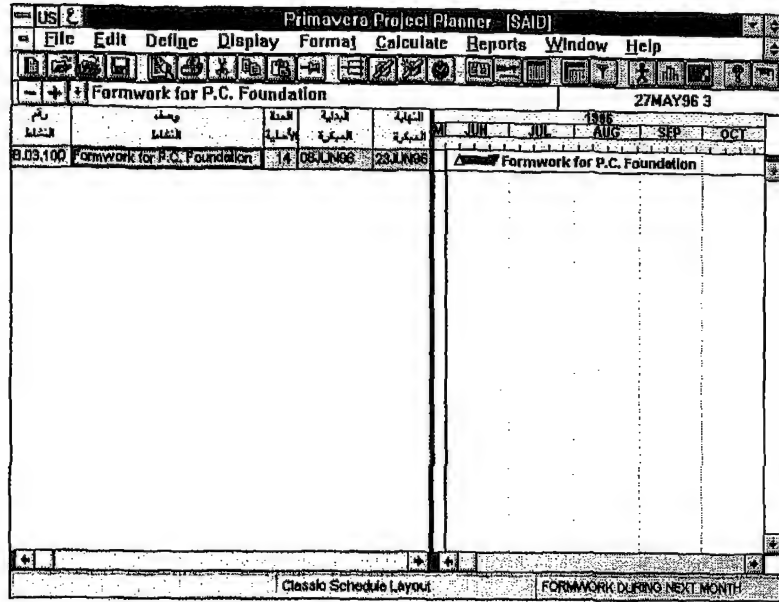 US ع Primavera Project Planner - [SAID]
File Edit Define Display Format Calculate Reports Window Help
Formwork for P.C. Foundation 27MAY96 3
رقم النشاط
وصف النشاط
المدة الأصلية
البداية المبكرة
النهاية المبكرة
1996
JUN JUL AUG SEP OCT
B.03.100 Formwork for P.C. Foundation 14 08JUN96 23JUN96 Formwork for P.C. Foundation
Classic Schedule Layout FORMWORK DURING NEXT MONTH